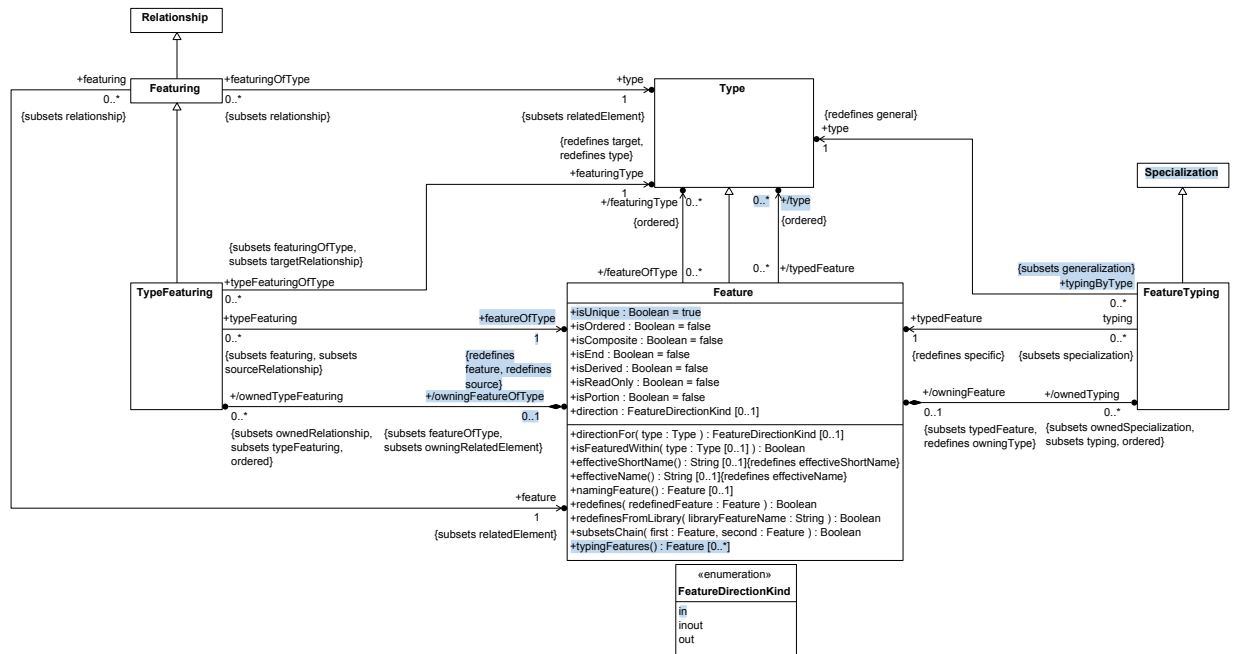 Relationship
+featuring
0..*
{subsets relationship}
Featuring
+featuringOfType
0..*
{subsets relationship}
+type
1
{subsets relatedElement}
Type
{redefines general}
+type
1
{redefines target,
redefines type}
+featuringType
1
Specialization
+/featuringType
0..*
{ordered}
0..*
+/type
{ordered}
{subsets featuringOfType,
subsets targetRelationship}
+/featureOfType
0..*
0..*
+/typedFeature
{subsets generalization}
+typingByType
0..*
TypeFeaturing
+typeFeaturingOfType
0..*
+typeFeaturing
0..*
{subsets featuring, subsets
sourceRelationship}
+featureOfType
1
{redefines
feature, redefines
source}
+/ownedTypeFeaturing
0..*
{subsets ownedRelationship,
subsets typeFeaturing,
ordered}
+/owningFeatureOfType
0..1
{subsets featureOfType,
subsets owningRelatedElement}
Feature
+isUnique : Boolean = true
+isOrdered : Boolean = false
+isComposite : Boolean = false
+isEnd : Boolean = false
+isDerived : Boolean = false
+isReadOnly : Boolean = false
+isPortion : Boolean = false
+direction : FeatureDirectionKind [0..1]
+directionFor( type : Type ) : FeatureDirectionKind [0..1]
+isFeaturedWithin( type : Type [0..1] ) : Boolean
+effectiveShortName() : String [0..1]{redefines effectiveShortName}
+effectiveName() : String [0..1]{redefines effectiveName}
+namingFeature() : Feature [0..1]
+redefines( redefinedFeature : Feature ) : Boolean
+redefinesFromLibrary( libraryFeatureName : String ) : Boolean
+subsetsChain( first : Feature, second : Feature ) : Boolean
+typingFeatures() : Feature [0..*]
FeatureTyping
+typedFeature
1
{redefines specific}
typing
0..*
{subsets specialization}
+/owningFeature
0..1
{subsets typedFeature,
redefines owningType}
+/ownedTyping
0..*
{subsets ownedSpecialization,
subsets typing, ordered}
+feature
1
{subsets relatedElement}
«enumeration»
FeatureDirectionKind
in
inout
out